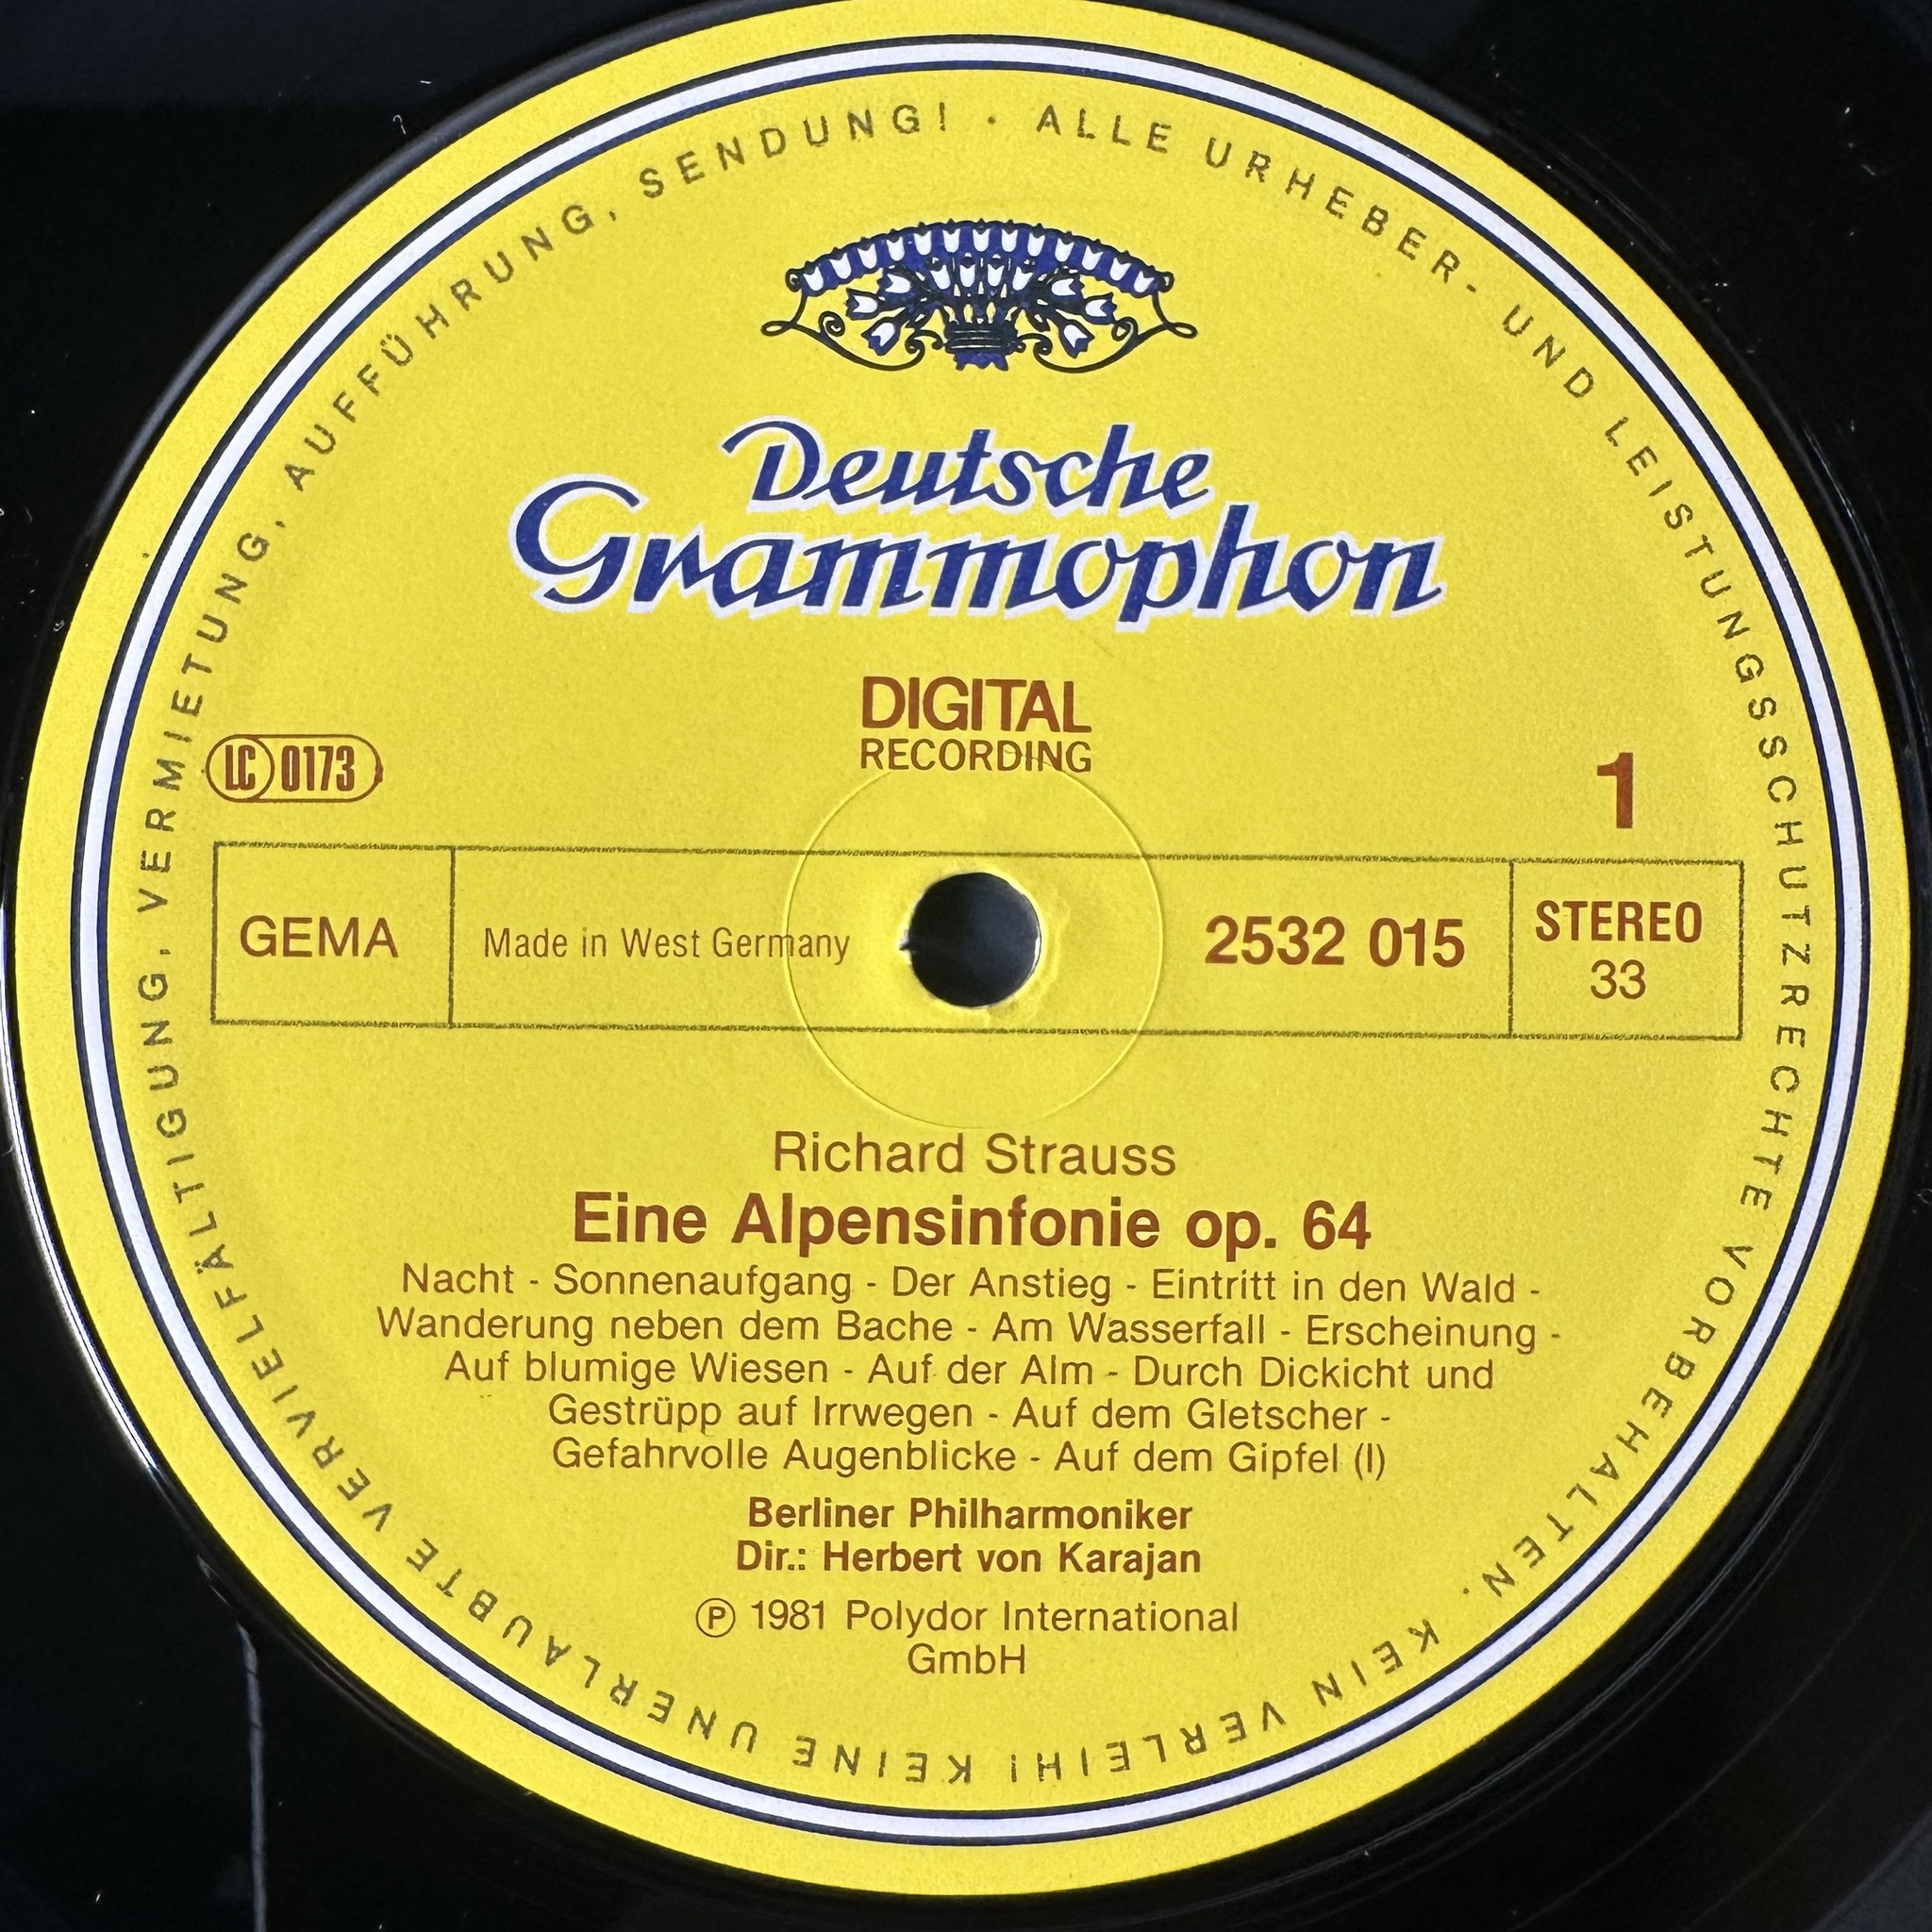 ALLE URHEBER- UND LEISTUNGSSCHUTZRECHTE VORBEHALTEN. KEIN VERLEIH! KEINE UNERLAUBTE VERVIELFÄLTIGUNG, VERMIETUNG, AUFFÜHRUNG, SENDUNG! ·
Deutsche
Grammophon
DIGITAL
RECORDING
LC 0173
1
GEMA
Made in West Germany
2532 015
STEREO
33
Richard Strauss
Eine Alpensinfonie op. 64
Nacht - Sonnenaufgang - Der Anstieg - Eintritt in den Wald -
Wanderung neben dem Bache - Am Wasserfall - Erscheinung -
Auf blumige Wiesen - Auf der Alm - Durch Dickicht und
Gestrüpp auf Irrwegen - Auf dem Gletscher -
Gefahrvolle Augenblicke - Auf dem Gipfel (I)
Berliner Philharmoniker
Dir.: Herbert von Karajan
℗ 1981 Polydor International
GmbH